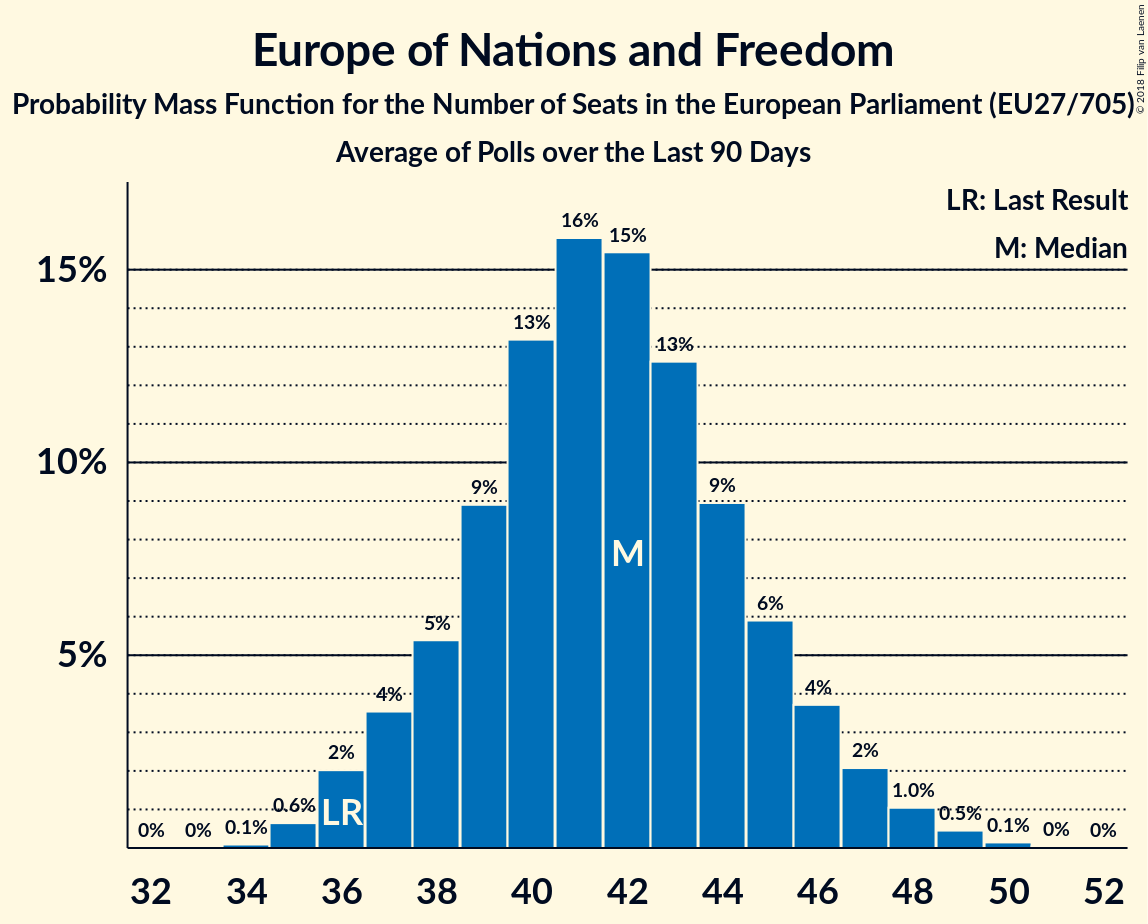 Europe of Nations and Freedom
Probability Mass Function for the Number of Seats in the European Parliament (EU27/705)
Average of Polls over the Last 90 Days
© 2018 Filip van Laenen
LR: Last Result
M: Median
15%
10%
5%
0%
0%
0.1%
0.6%
2%
4%
5%
9%
13%
16%
15%
13%
9%
6%
4%
2%
1.0%
0.5%
0.1%
0%
0%
LR
M
32 34 36 38 40 42 44 46 48 50 52